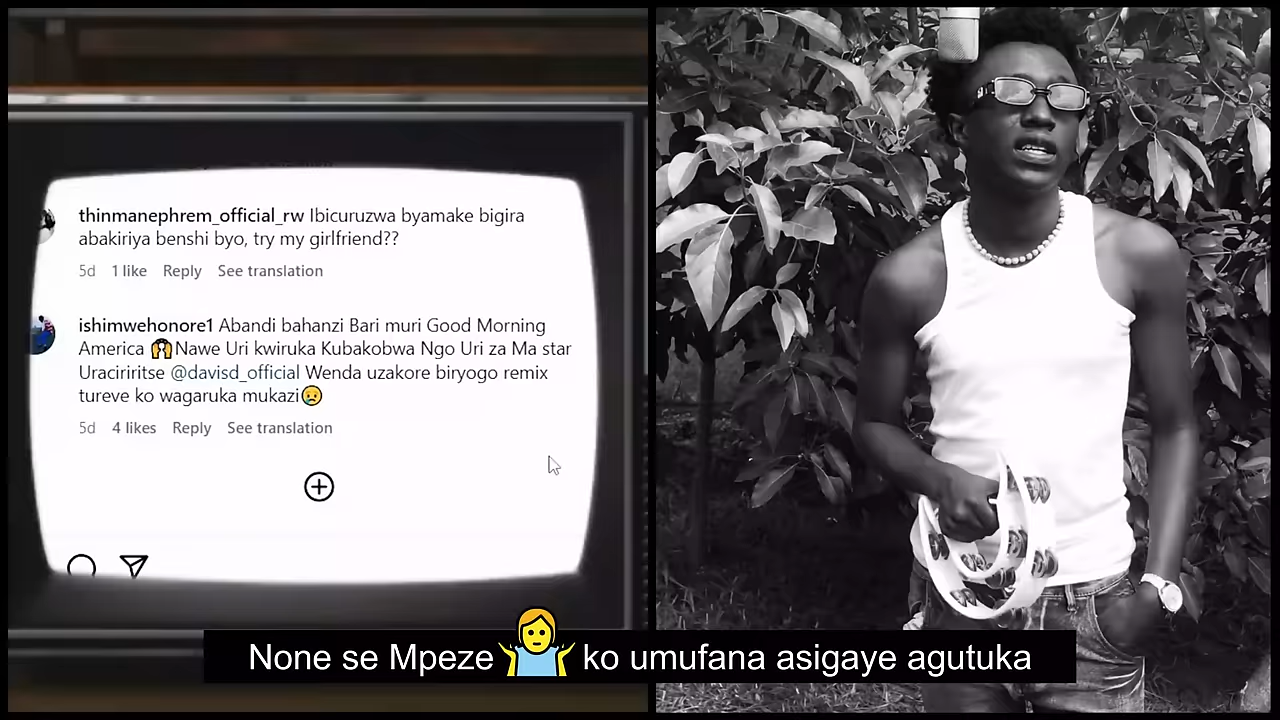 thinmanephrem_official_rw Ibicuruzwa byamake bigira
abakiriya benshi byo, try my girlfriend??
5d 1 like Reply See translation
ishimwehonore1 Abandi bahanzi Bari muri Good Morning
America 🙆Nawe Uri kwiruka Kubakobwa Ngo Uri za Ma star
Uraciriritse @davisd_official Wenda uzakore biryogo remix
tureve ko wagaruka mukazi😢
5d 4 likes Reply See translation
None se Mpeze 🤷 ko umufana asigaye agutuka